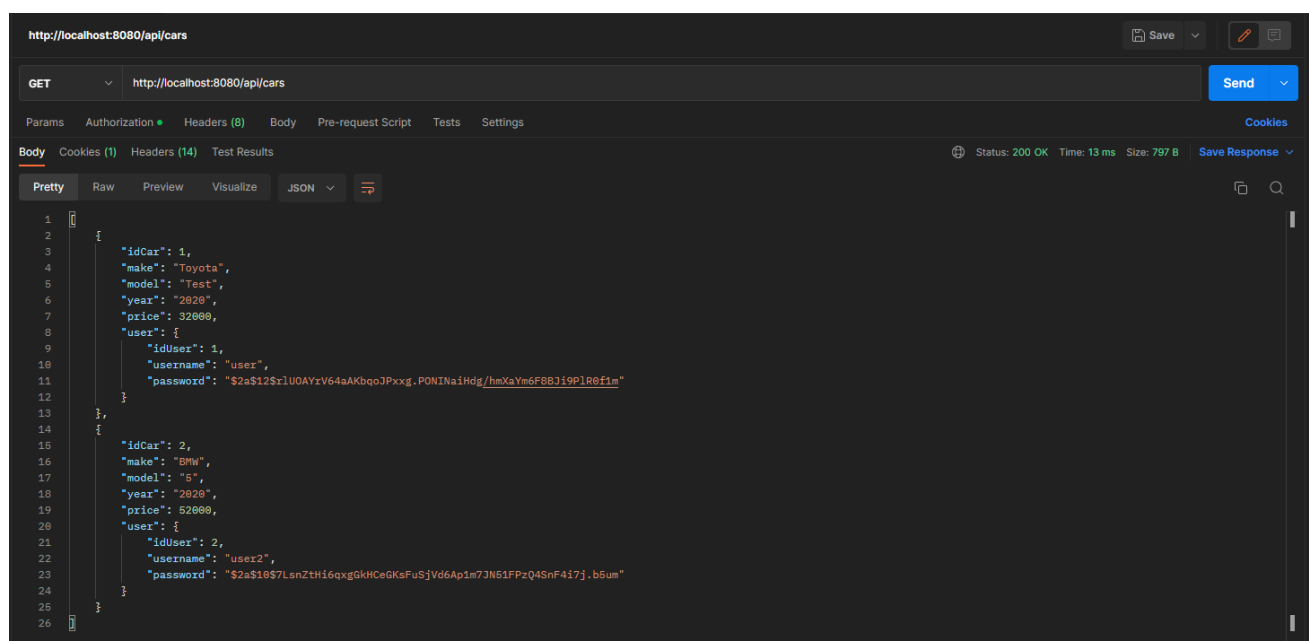 http://localhost:8080/api/cars Save
GET http://localhost:8080/api/cars Send
Params Authorization Headers (8) Body Pre-request Script Tests Settings Cookies
Body Cookies (1) Headers (14) Test Results Status: 200 OK Time: 13 ms Size: 797 B Save Response
Pretty Raw Preview Visualize JSON
1 [
2 {
3 "idCar": 1,
4 "make": "Toyota",
5 "model": "Test",
6 "year": "2020",
7 "price": 32000,
8 "user": {
9 "idUser": 1,
10 "username": "user",
11 "password": "$2a$12$rlUOAYrV64aAKbqoJPxxg.PONINaiHdg/hmXaYm6F8BJi9PlR0f1m"
12 }
13 },
14 {
15 "idCar": 2,
16 "make": "BMW",
17 "model": "5",
18 "year": "2020",
19 "price": 52000,
20 "user": {
21 "idUser": 2,
22 "username": "user2",
23 "password": "$2a$10$7LsnZtHi6qxgGkHCeGKsFuSjVd6Ap1m7JN51FPzQ4SnF4i7j.b5um"
24 }
25 }
26 ]